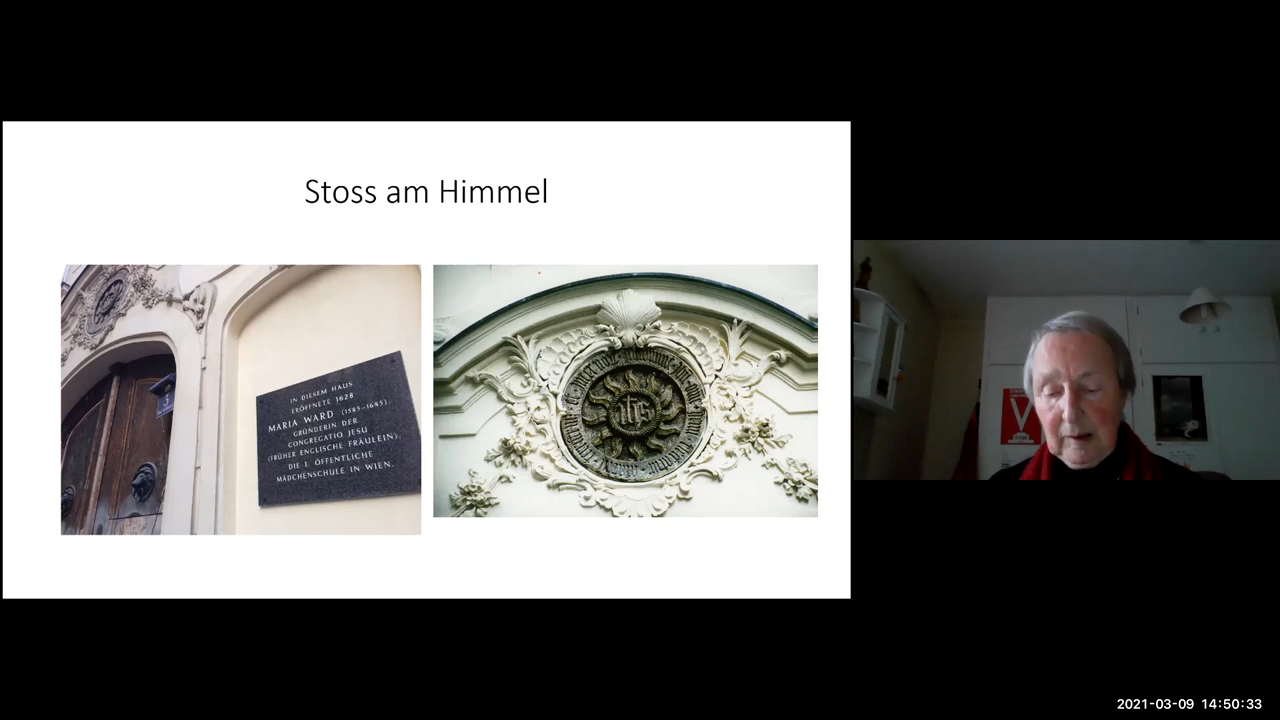 Stoss am Himmel
IN DIESEM HAUS
ERÖFFNETE 1628
MARIA WARD (1585–1645),
GRÜNDERIN DER
CONGREGATIO JESU
(FRÜHER ENGLISCHE FRÄULEIN),
DIE 1. ÖFFENTLICHE
MÄDCHENSCHULE IN WIEN.
3
ihs
V
2021-03-09 14:50:33